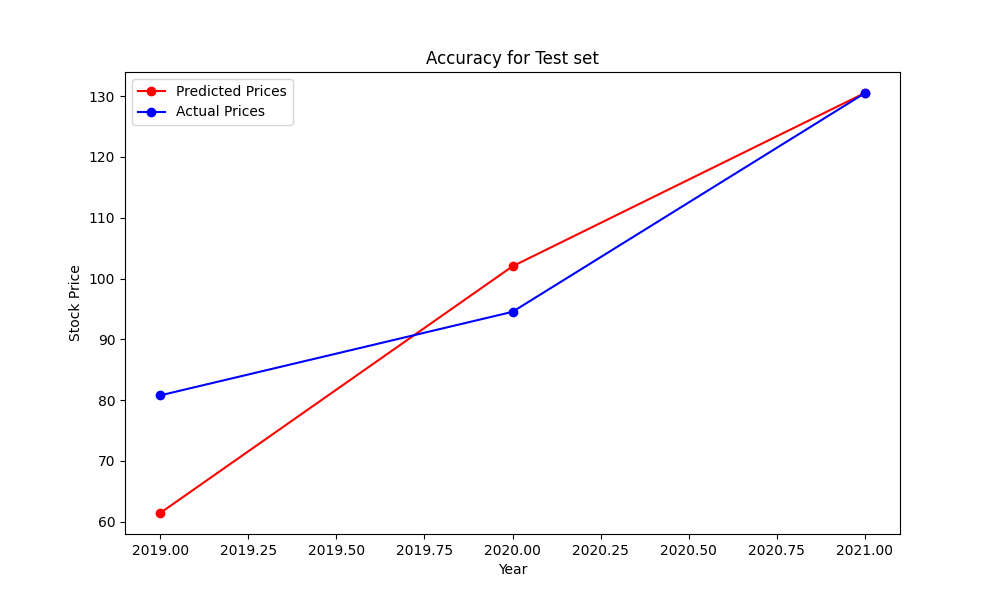 Accuracy for Test set
Predicted Prices
Actual Prices
130
120
110
100
90
80
70
60
Stock Price
2019.00 2019.25 2019.50 2019.75 2020.00 2020.25 2020.50 2020.75 2021.00
Year